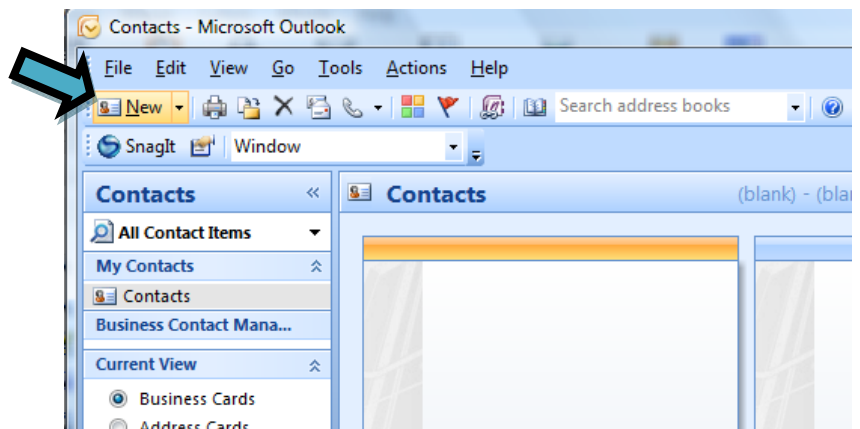 Contacts - Microsoft Outlook
File Edit View Go Tools Actions Help
New Search address books
SnagIt Window
Contacts « Contacts (blank) - (bla
All Contact Items
My Contacts
Contacts
Business Contact Mana...
Current View
Business Cards
Address Cards